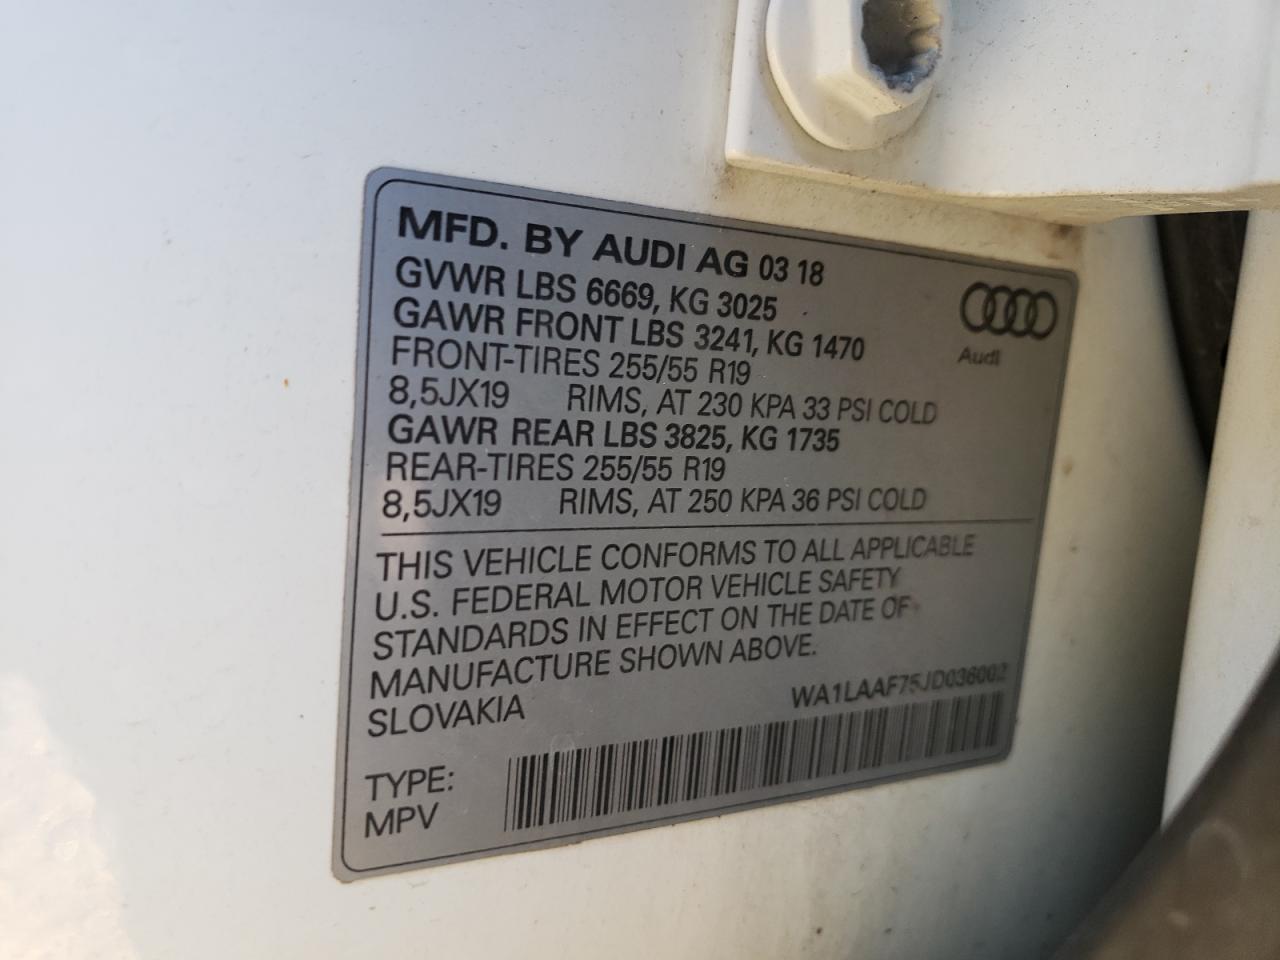 MFD. BY AUDI AG 03 18
GVWR LBS 6669, KG 3025
GAWR FRONT LBS 3241, KG 1470
FRONT-TIRES 255/55 R19
8,5JX19 RIMS, AT 230 KPA 33 PSI COLD
GAWR REAR LBS 3825, KG 1735
REAR-TIRES 255/55 R19
8,5JX19 RIMS, AT 250 KPA 36 PSI COLD
Audi
THIS VEHICLE CONFORMS TO ALL APPLICABLE
U.S. FEDERAL MOTOR VEHICLE SAFETY
STANDARDS IN EFFECT ON THE DATE OF
MANUFACTURE SHOWN ABOVE.
SLOVAKIA
WA1LAAF75JD036002
TYPE:
MPV